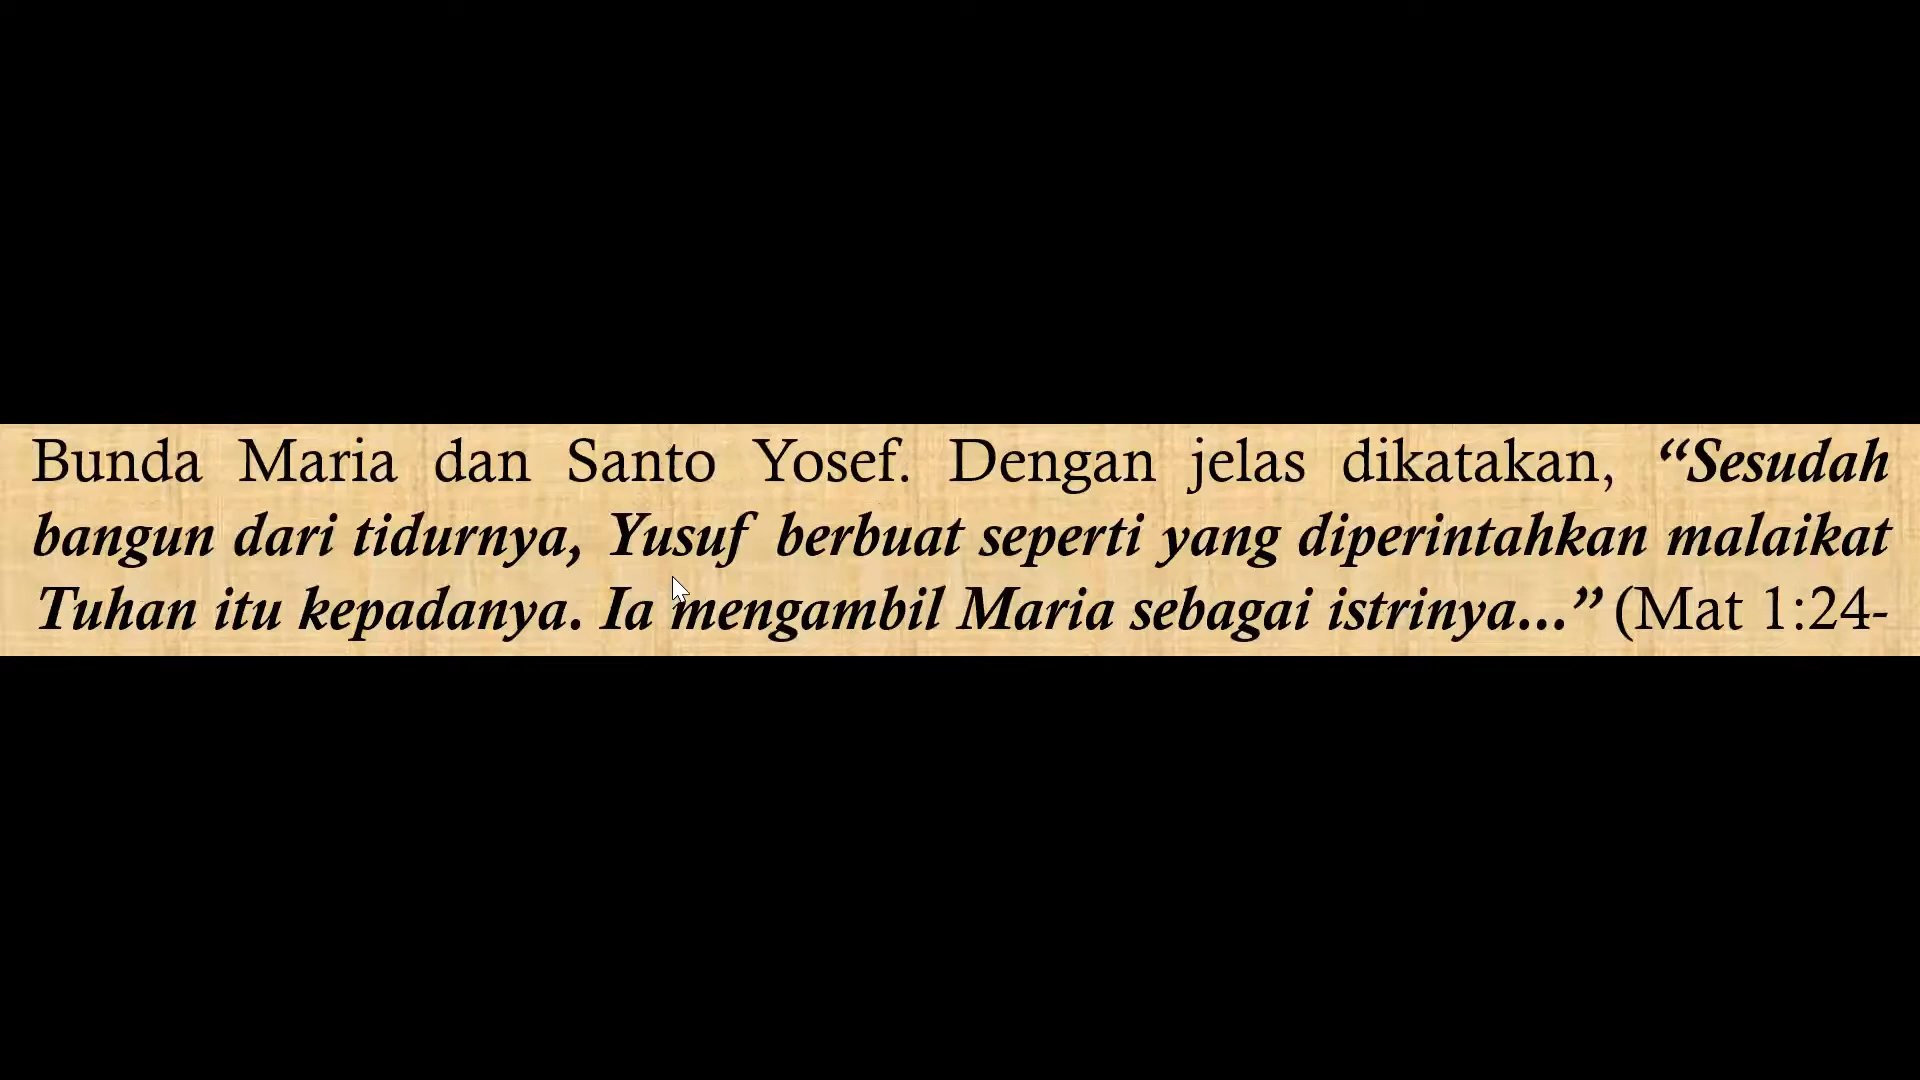 Bunda Maria dan Santo Yosef. Dengan jelas dikatakan, “Sesudah
bangun dari tidurnya, Yusuf berbuat seperti yang diperintahkan malaikat
Tuhan itu kepadanya. Ia mengambil Maria sebagai istrinya...” (Mat 1:24-